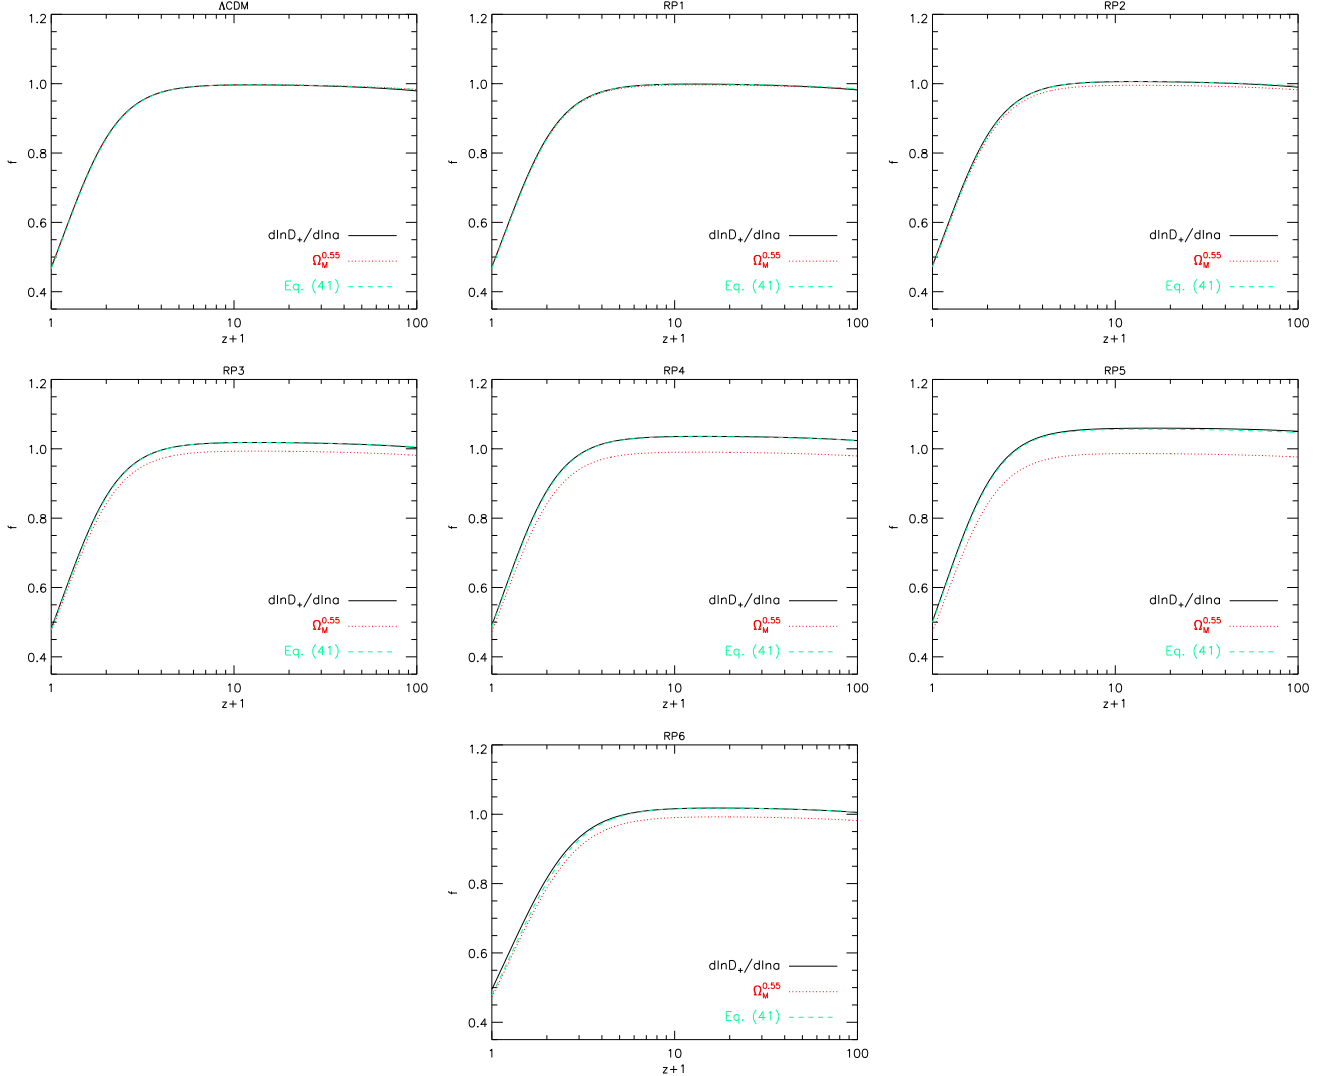 ΛCDM
1.2
1.0
0.8
0.6
0.4
f
dlnD₊/dlna
Ω_M^0.55
Eq. (41)
1
10
100
z+1
RP1
1.2
1.0
0.8
0.6
0.4
f
dlnD₊/dlna
Ω_M^0.55
Eq. (41)
1
10
100
z+1
RP2
1.2
1.0
0.8
0.6
0.4
f
dlnD₊/dlna
Ω_M^0.55
Eq. (41)
1
10
100
z+1
RP3
1.2
1.0
0.8
0.6
0.4
f
dlnD₊/dlna
Ω_M^0.55
Eq. (41)
1
10
100
z+1
RP4
1.2
1.0
0.8
0.6
0.4
f
dlnD₊/dlna
Ω_M^0.55
Eq. (41)
1
10
100
z+1
RP5
1.2
1.0
0.8
0.6
0.4
f
dlnD₊/dlna
Ω_M^0.55
Eq. (41)
1
10
100
z+1
RP6
1.2
1.0
0.8
0.6
0.4
f
dlnD₊/dlna
Ω_M^0.55
Eq. (41)
1
10
100
z+1